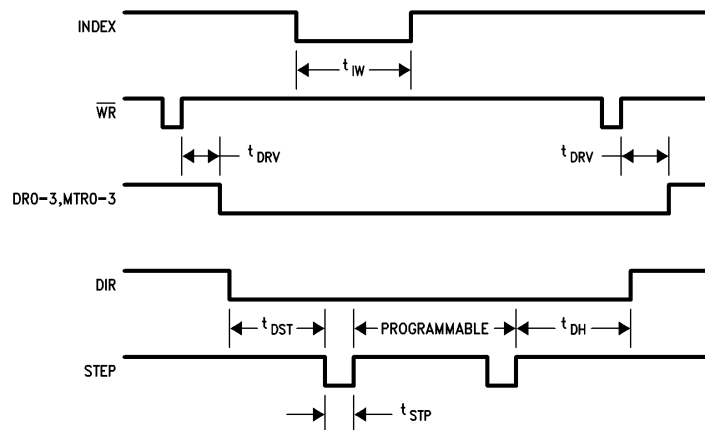 INDEX
t IW
WR
t DRV
t DRV
DR0-3,MTR0-3
DIR
t DST
PROGRAMMABLE
t DH
STEP
t STP